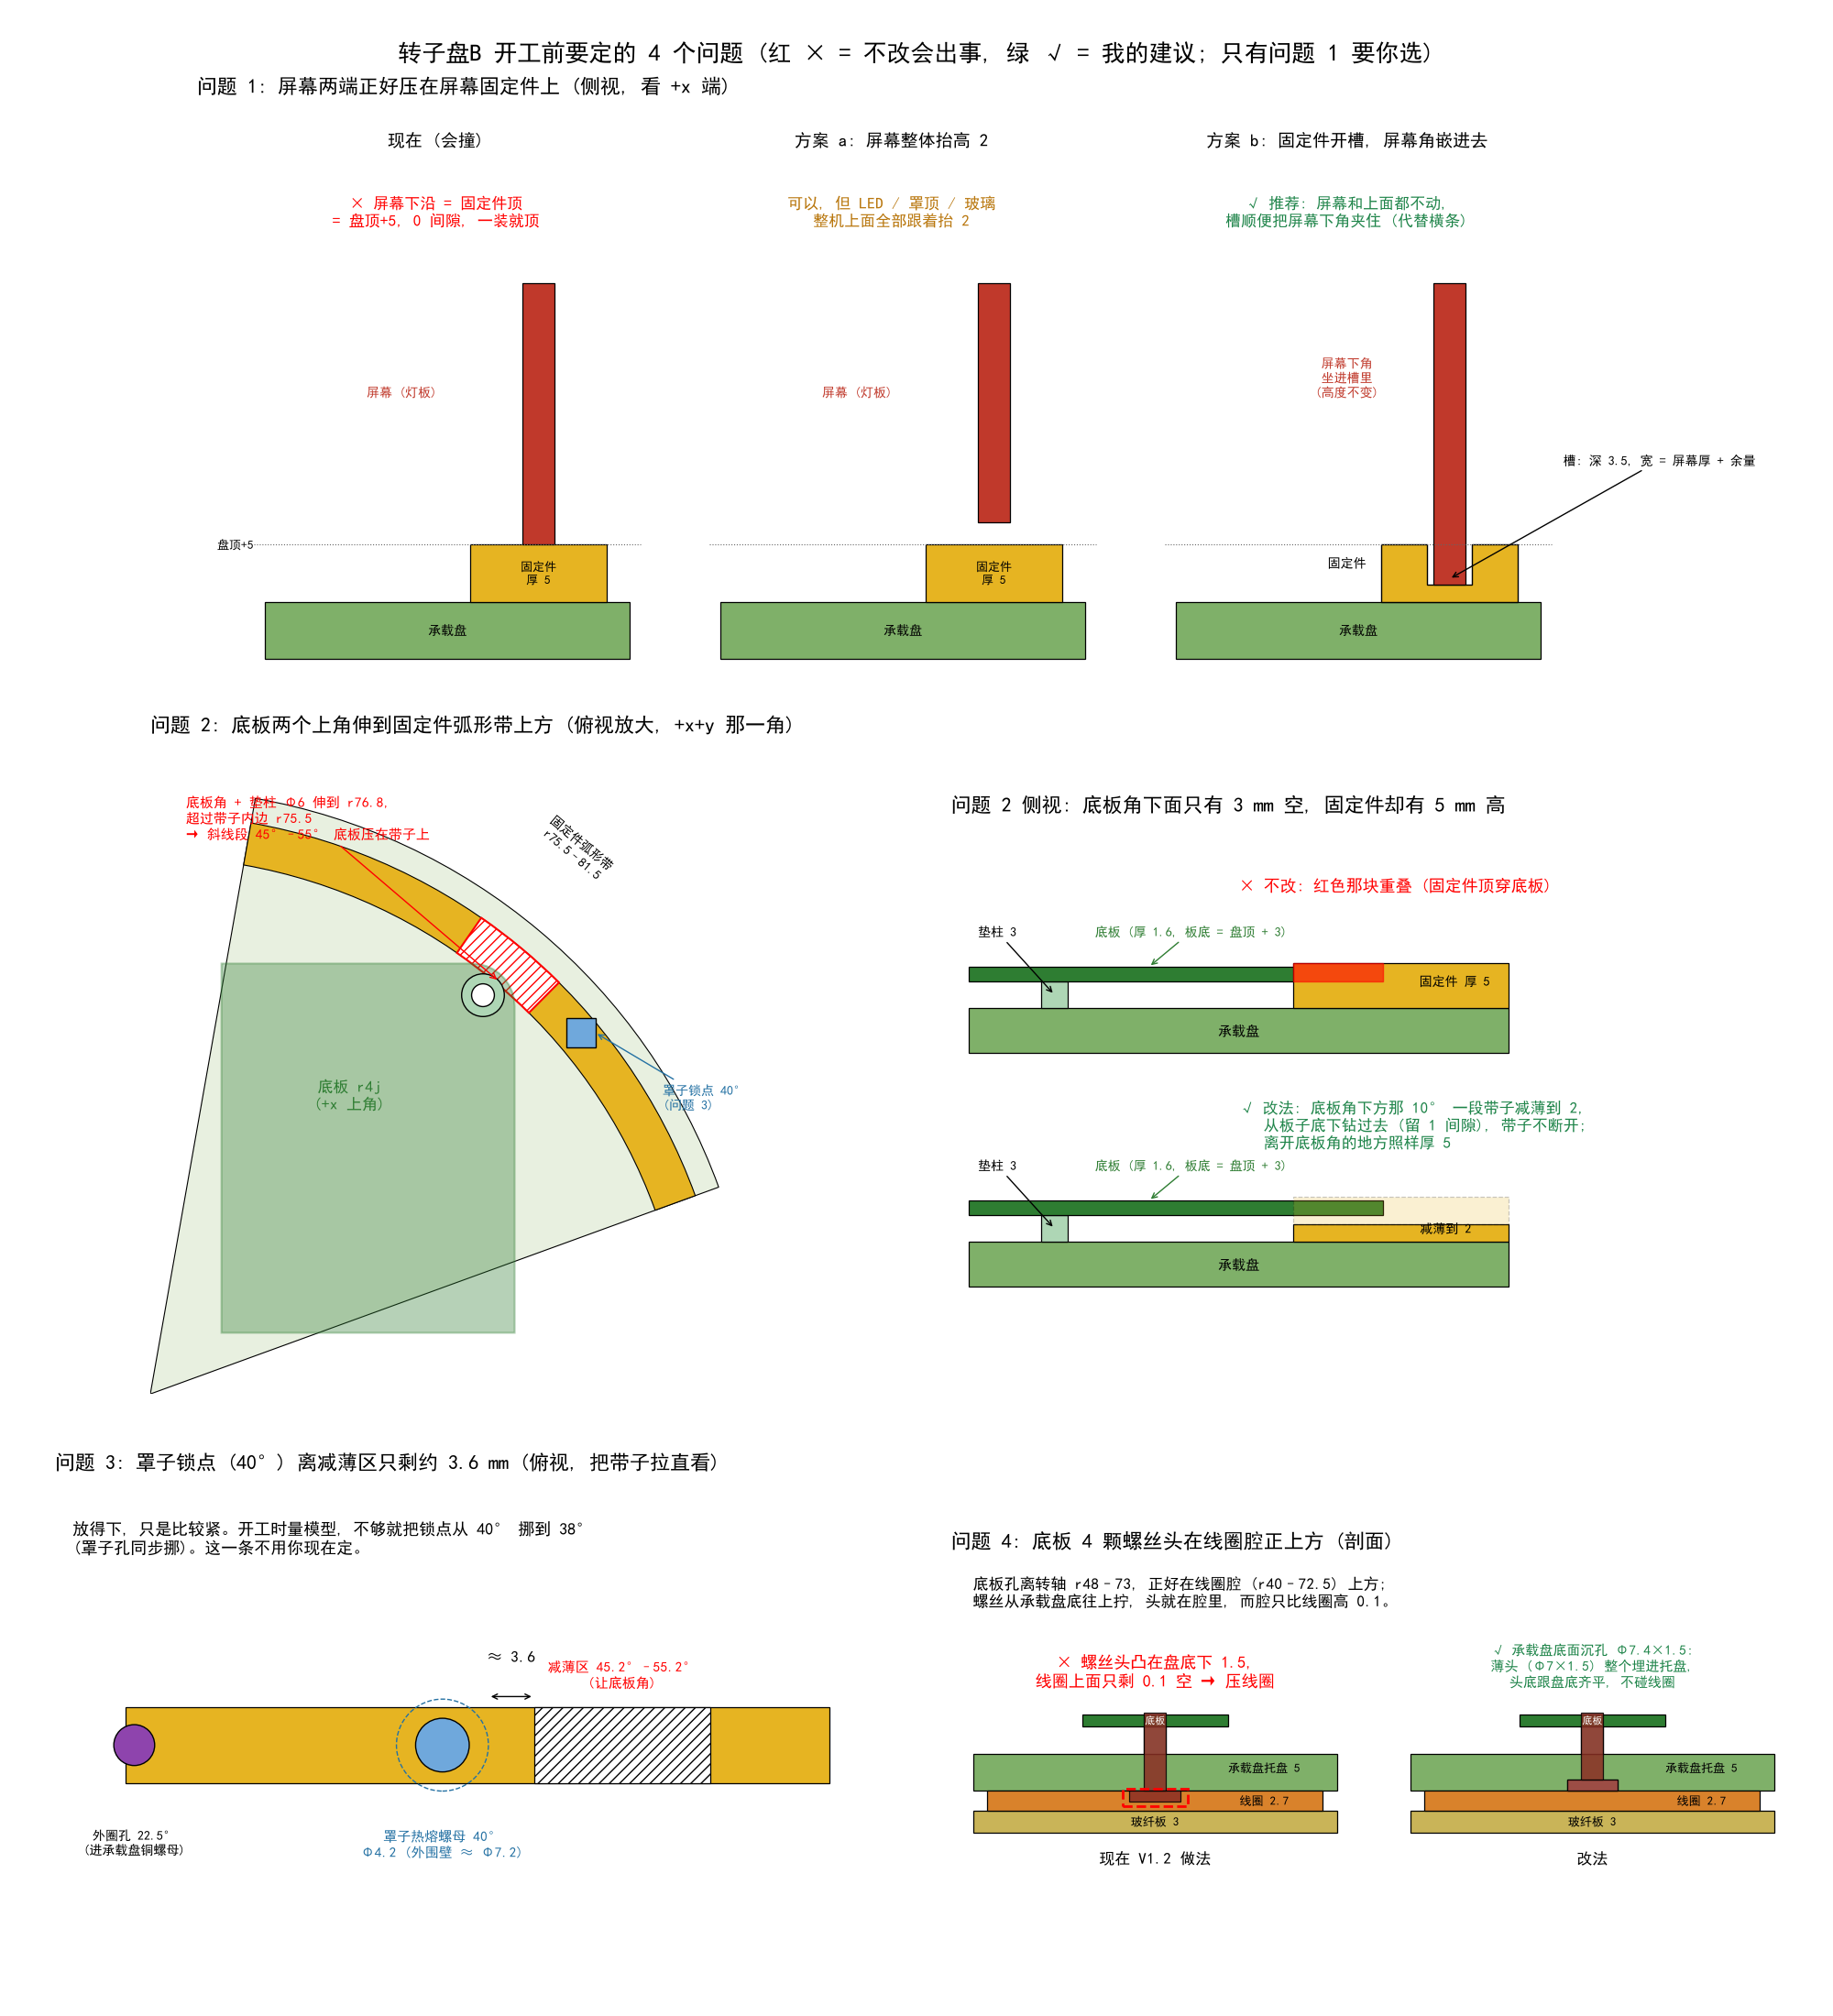 转子盘B 开工前要定的 4 个问题（红 × = 不改会出事，绿 √ = 我的建议；只有问题 1 要你选）
问题 1：屏幕两端正好压在屏幕固定件上（侧视，看 +x 端）
现在（会撞）
× 屏幕下沿 = 固定件顶
= 盘顶+5，0 间隙，一装就顶
屏幕（灯板）
盘顶+5
固定件
厚 5
承载盘
方案 a：屏幕整体抬高 2
可以，但 LED / 罩顶 / 玻璃
整机上面全部跟着抬 2
屏幕（灯板）
固定件
厚 5
承载盘
方案 b：固定件开槽，屏幕角嵌进去
√ 推荐：屏幕和上面都不动，
槽顺便把屏幕下角夹住（代替横条）
屏幕下角
坐进槽里
（高度不变）
槽：深 3.5，宽 = 屏幕厚 + 余量
固定件
承载盘
问题 2：底板两个上角伸到固定件弧形带上方（俯视放大，+x+y 那一角）
底板角 + 垫柱 Φ6 伸到 r76.8，
超过带子内边 r75.5
→ 斜线段 45°–55° 底板压在带子上
固定件弧形带
r75.5–81.5
底板 r4j
（+x 上角）
罩子锁点 40°
（问题 3）
问题 2 侧视：底板角下面只有 3 mm 空，固定件却有 5 mm 高
× 不改：红色那块重叠（固定件顶穿底板）
垫柱 3
底板（厚 1.6，板底 = 盘顶 + 3）
固定件 厚 5
承载盘
√ 改法：底板角下方那 10° 一段带子减薄到 2，
从板子底下钻过去（留 1 间隙），带子不断开；
离开底板角的地方照样厚 5
垫柱 3
底板（厚 1.6，板底 = 盘顶 + 3）
减薄到 2
承载盘
问题 3：罩子锁点（40°）离减薄区只剩约 3.6 mm（俯视，把带子拉直看）
放得下，只是比较紧。开工时量模型，不够就把锁点从 40° 挪到 38°
（罩子孔同步挪）。这一条不用你现在定。
≈ 3.6
减薄区 45.2°–55.2°
（让底板角）
外圈孔 22.5°
（进承载盘铜螺母）
罩子热熔螺母 40°
Φ4.2（外围壁 ≈ Φ7.2）
问题 4：底板 4 颗螺丝头在线圈腔正上方（剖面）
底板孔离转轴 r48–73，正好在线圈腔（r40–72.5）上方；
螺丝从承载盘底往上拧，头就在腔里，而腔只比线圈高 0.1。
× 螺丝头凸在盘底下 1.5，
线圈上面只剩 0.1 空 → 压线圈
底板
承载盘托盘 5
线圈 2.7
玻纤板 3
现在 V1.2 做法
√ 承载盘底面沉孔 Φ7.4×1.5：
薄头（Φ7×1.5）整个埋进托盘，
头底跟盘底齐平，不碰线圈
底板
承载盘托盘 5
线圈 2.7
玻纤板 3
改法